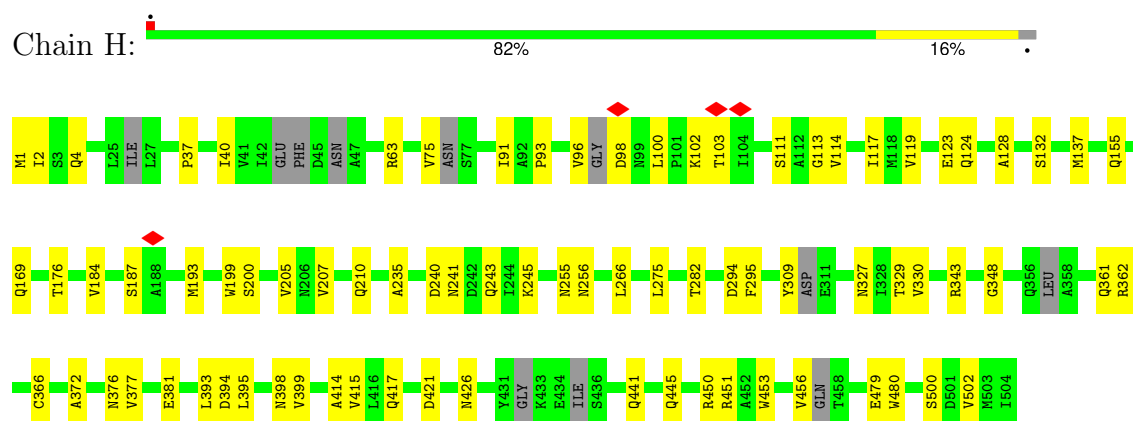 Chain H:
82% 16%
M1 I2 S3 Q4 L25 ILE L27 P37 I40 V41 I42 GLU PHE D45 ASN A47 R63 V75 ASN S77 I91 A92 P93 V96 GLY D98 N99 L100 P101 K102 T103 I104 S111 A112 G113 V114 I117 M118 V119 E123 Q124 A128 S132 M137 Q155
Q169 T176 V184 S187 A188 M193 W199 S200 V205 N206 V207 Q210 A235 D240 N241 D242 Q243 I244 K245 N255 N256 L266 L275 T282 D294 F295 Y309 ASP E311 N327 I328 T329 V330 R343 G348 Q356 LEU A358 Q361 R362
C366 A372 N376 V377 E381 L393 D394 L395 N398 V399 A414 V415 L416 Q417 D421 N426 Y431 GLY K433 E434 ILE S436 Q441 Q445 R450 R451 A452 W453 V456 GLN T458 E479 W480 S500 D501 V502 M503 I504